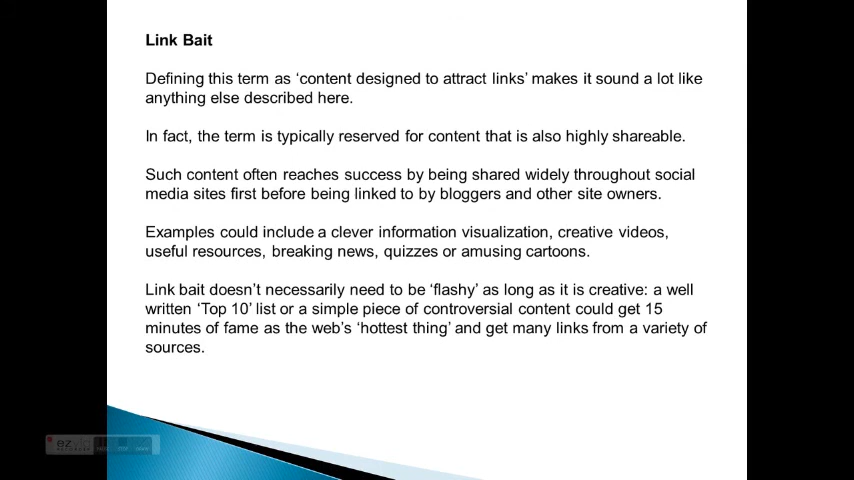 Link Bait
Defining this term as ‘content designed to attract links’ makes it sound a lot like
anything else described here.
In fact, the term is typically reserved for content that is also highly shareable.
Such content often reaches success by being shared widely throughout social
media sites first before being linked to by bloggers and other site owners.
Examples could include a clever information visualization, creative videos,
useful resources, breaking news, quizzes or amusing cartoons.
Link bait doesn’t necessarily need to be ‘flashy’ as long as it is creative: a well
written ‘Top 10’ list or a simple piece of controversial content could get 15
minutes of fame as the web’s ‘hottest thing’ and get many links from a variety of
sources.
ezvid